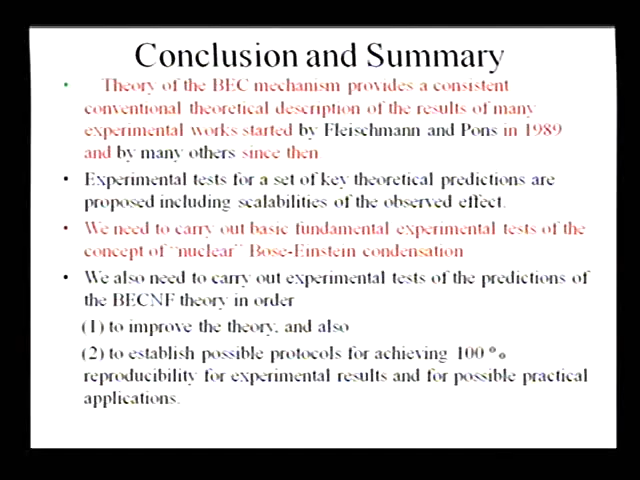 Conclusion and Summary
• Theory of the BEC mechanism provides a consistent
conventional theoretical description of the results of many
experimental works started by Fleischmann and Pons in 1989
and by many others since then.
• Experimental tests for a set of key theoretical predictions are
proposed including scalabilities of the observed effect.
• We need to carry out basic fundamental experimental tests of the
concept of “nuclear” Bose-Einstein condensation
• We also need to carry out experimental tests of the predictions of
the BECNF theory in order
(1) to improve the theory, and also
(2) to establish possible protocols for achieving 100 %
reproducibility for experimental results and for possible practical
applications.